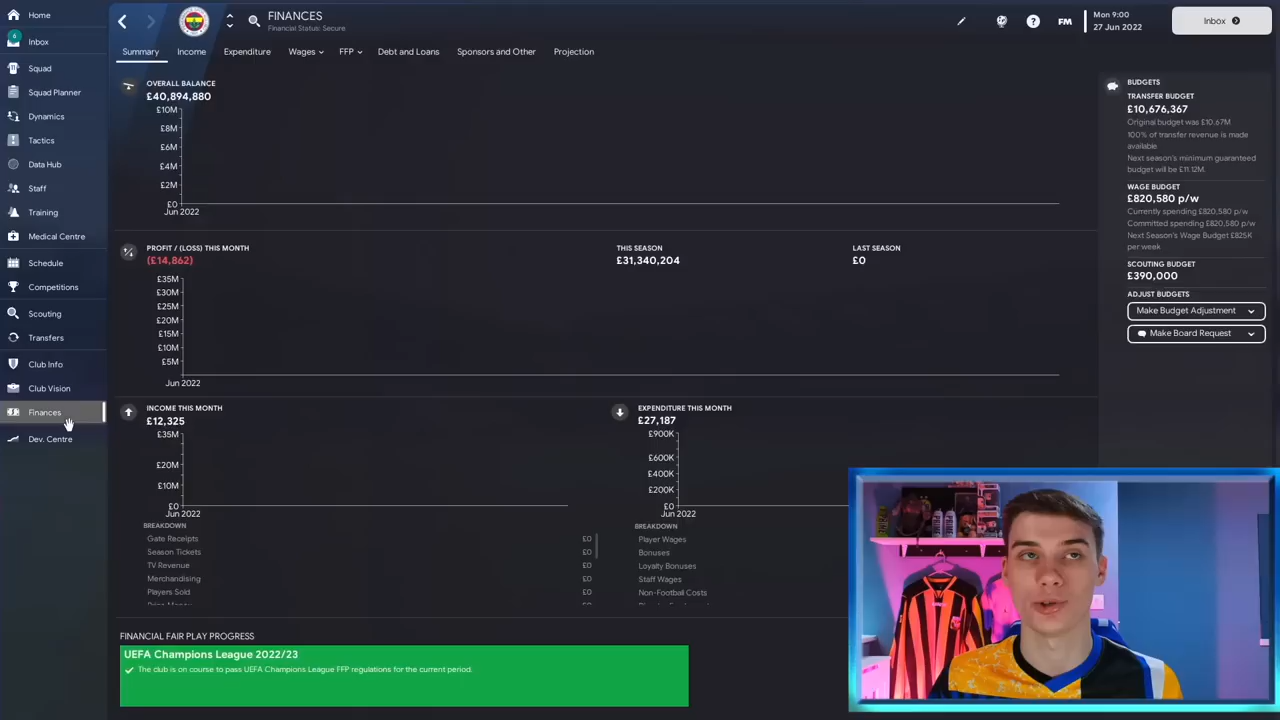 Home
6
Inbox
Squad
Squad Planner
Dynamics
Tactics
Data Hub
Staff
Training
Medical Centre
Schedule
Competitions
Scouting
Transfers
Club Info
Club Vision
Finances
Dev. Centre
FINANCES
Financial Status: Secure
?
FM
Mon 9:00
27 Jun 2022
Inbox
Summary
Income
Expenditure
Wages
FFP
Debt and Loans
Sponsors and Other
Projection
OVERALL BALANCE
£40,894,880
£10M
£8M
£6M
£4M
£2M
£0
Jun 2022
PROFIT / (LOSS) THIS MONTH
(£14,862)
THIS SEASON
£31,340,204
LAST SEASON
£0
£35M
£30M
£25M
£20M
£15M
£10M
£5M
Jun 2022
INCOME THIS MONTH
£12,325
£35M
£20M
£10M
£0
Jun 2022
BREAKDOWN
Gate Receipts £0
Season Tickets £0
TV Revenue £0
Merchandising £0
Players Sold £0
Prize Money £0
EXPENDITURE THIS MONTH
£27,187
£900K
£600K
£400K
£200K
£0
Jun 2022
BREAKDOWN
Player Wages
Bonuses
Loyalty Bonuses
Staff Wages
Non-Football Costs
FINANCIAL FAIR PLAY PROGRESS
UEFA Champions League 2022/23
The club is on course to pass UEFA Champions League FFP regulations for the current period.
BUDGETS
TRANSFER BUDGET
£10,676,367
Original budget was £10.67M
100% of transfer revenue is made
available
Next season's minimum guaranteed
budget will be £11.12M.
WAGE BUDGET
£820,580 p/w
Currently spending £820,580 p/w
Committed spending £820,580 p/w
Next Season's Wage Budget £825K
per week
SCOUTING BUDGET
£390,000
ADJUST BUDGETS
Make Budget Adjustment
Make Board Request